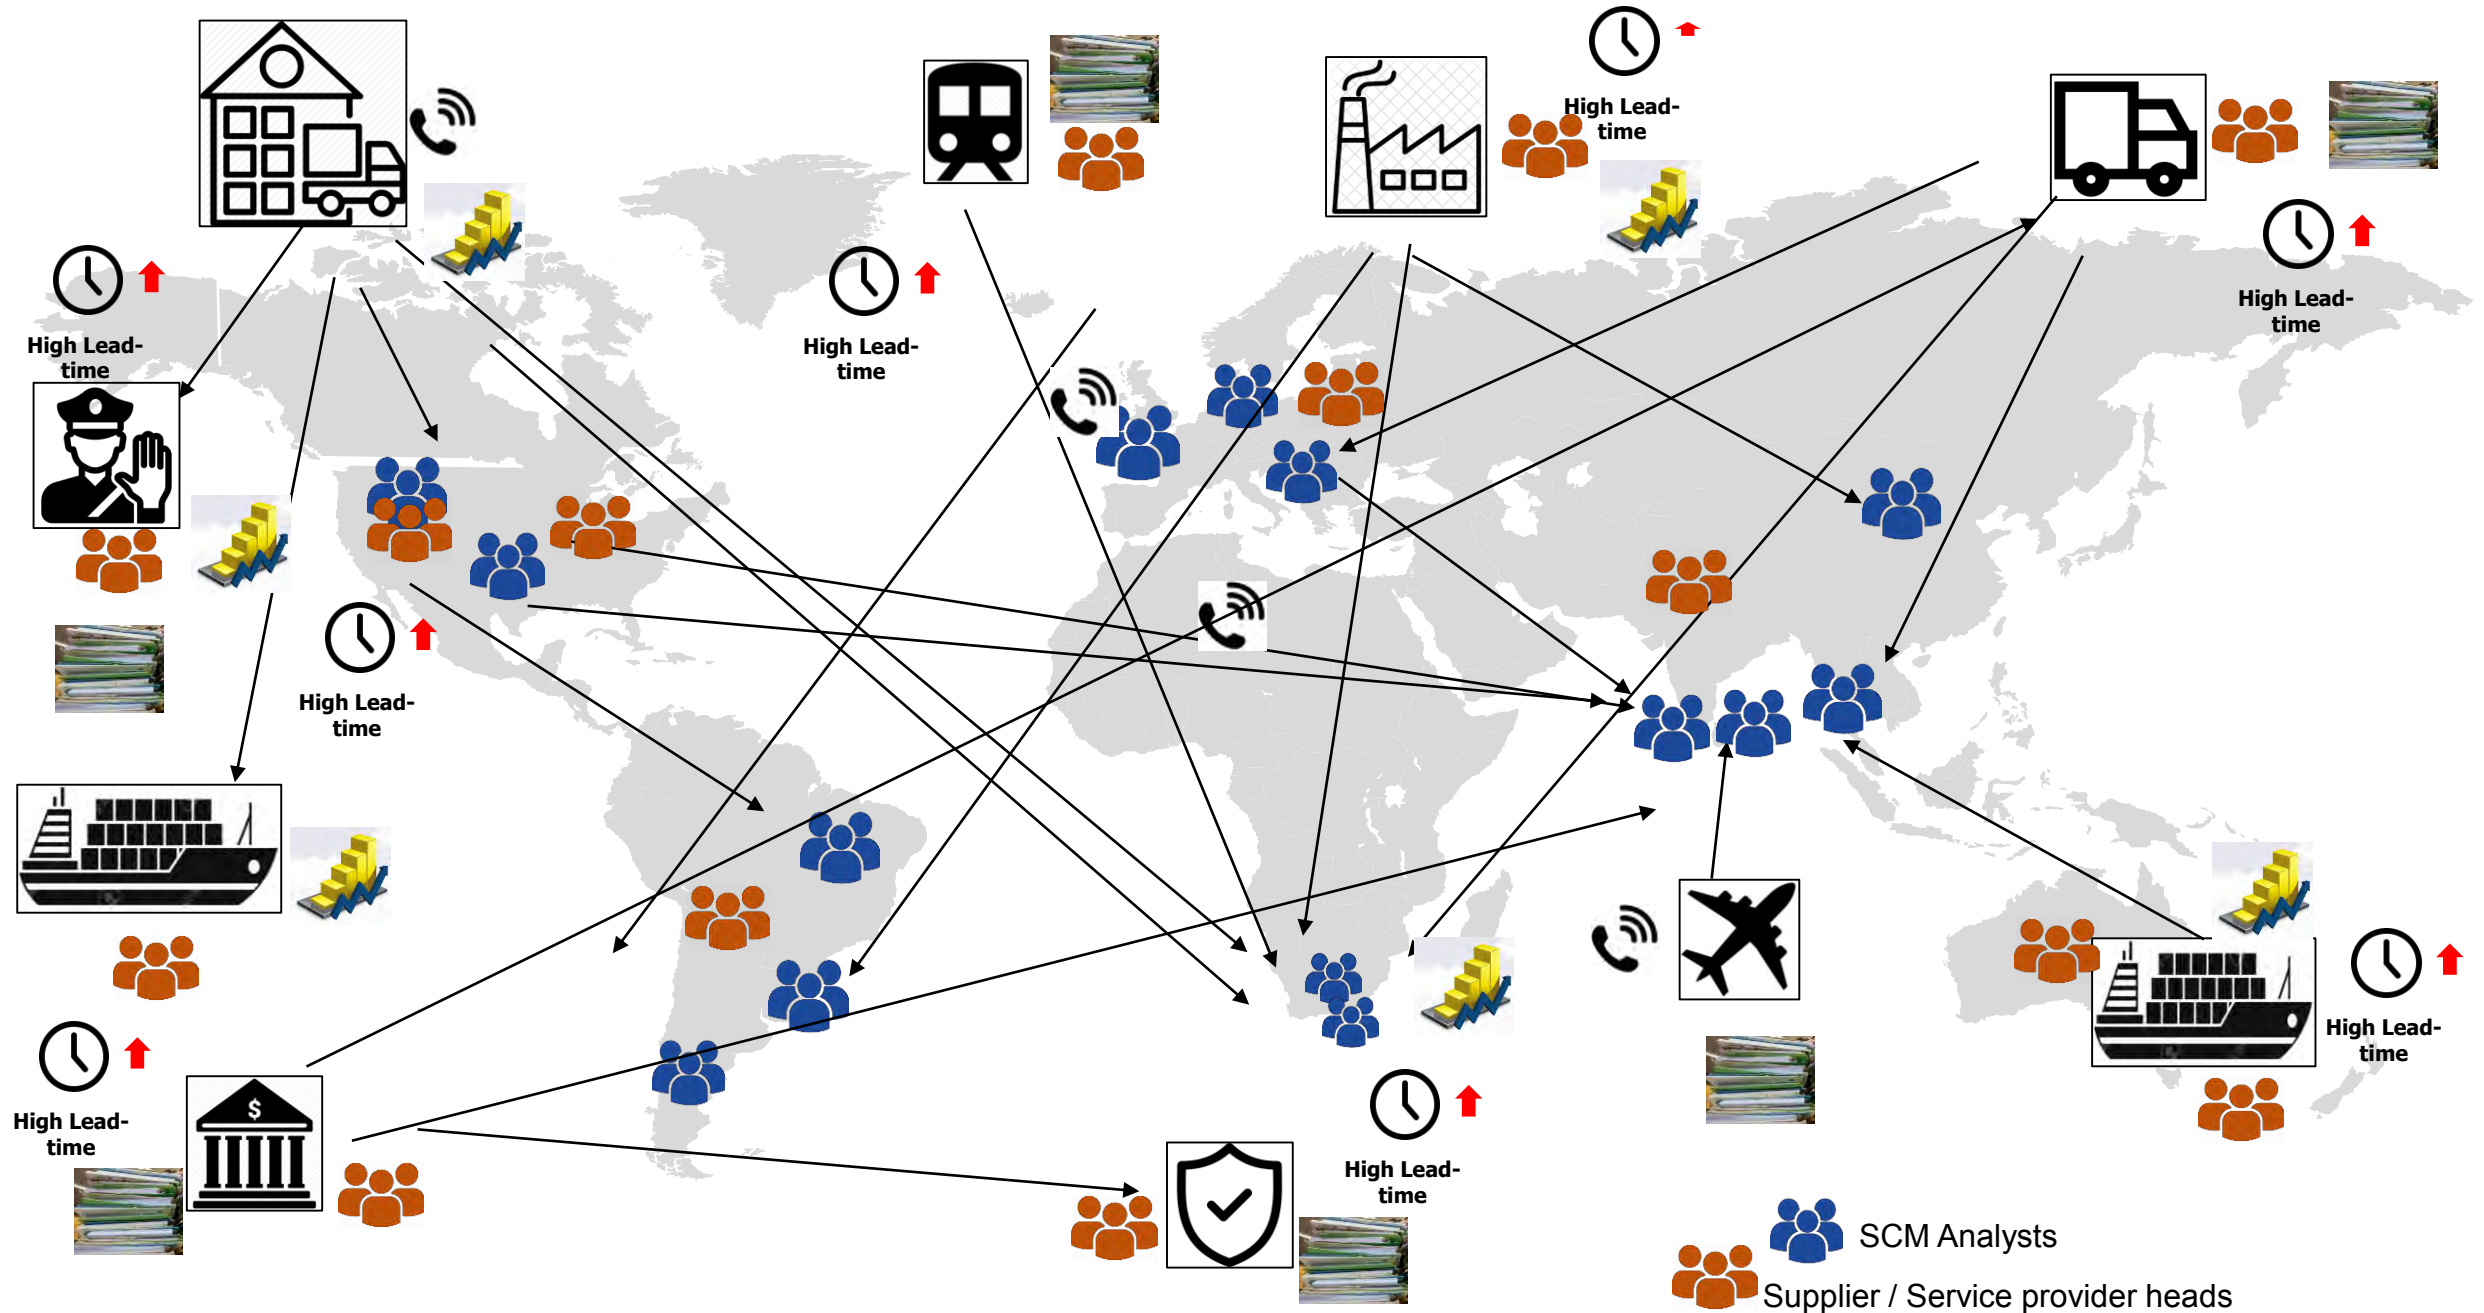 High Lead-
time
High Lead-
time
High Lead-
time
High Lead-
time
High Lead-
time
High Lead-
time
High Lead-
time
$
High Lead-
time
SCM Analysts
Supplier / Service provider heads